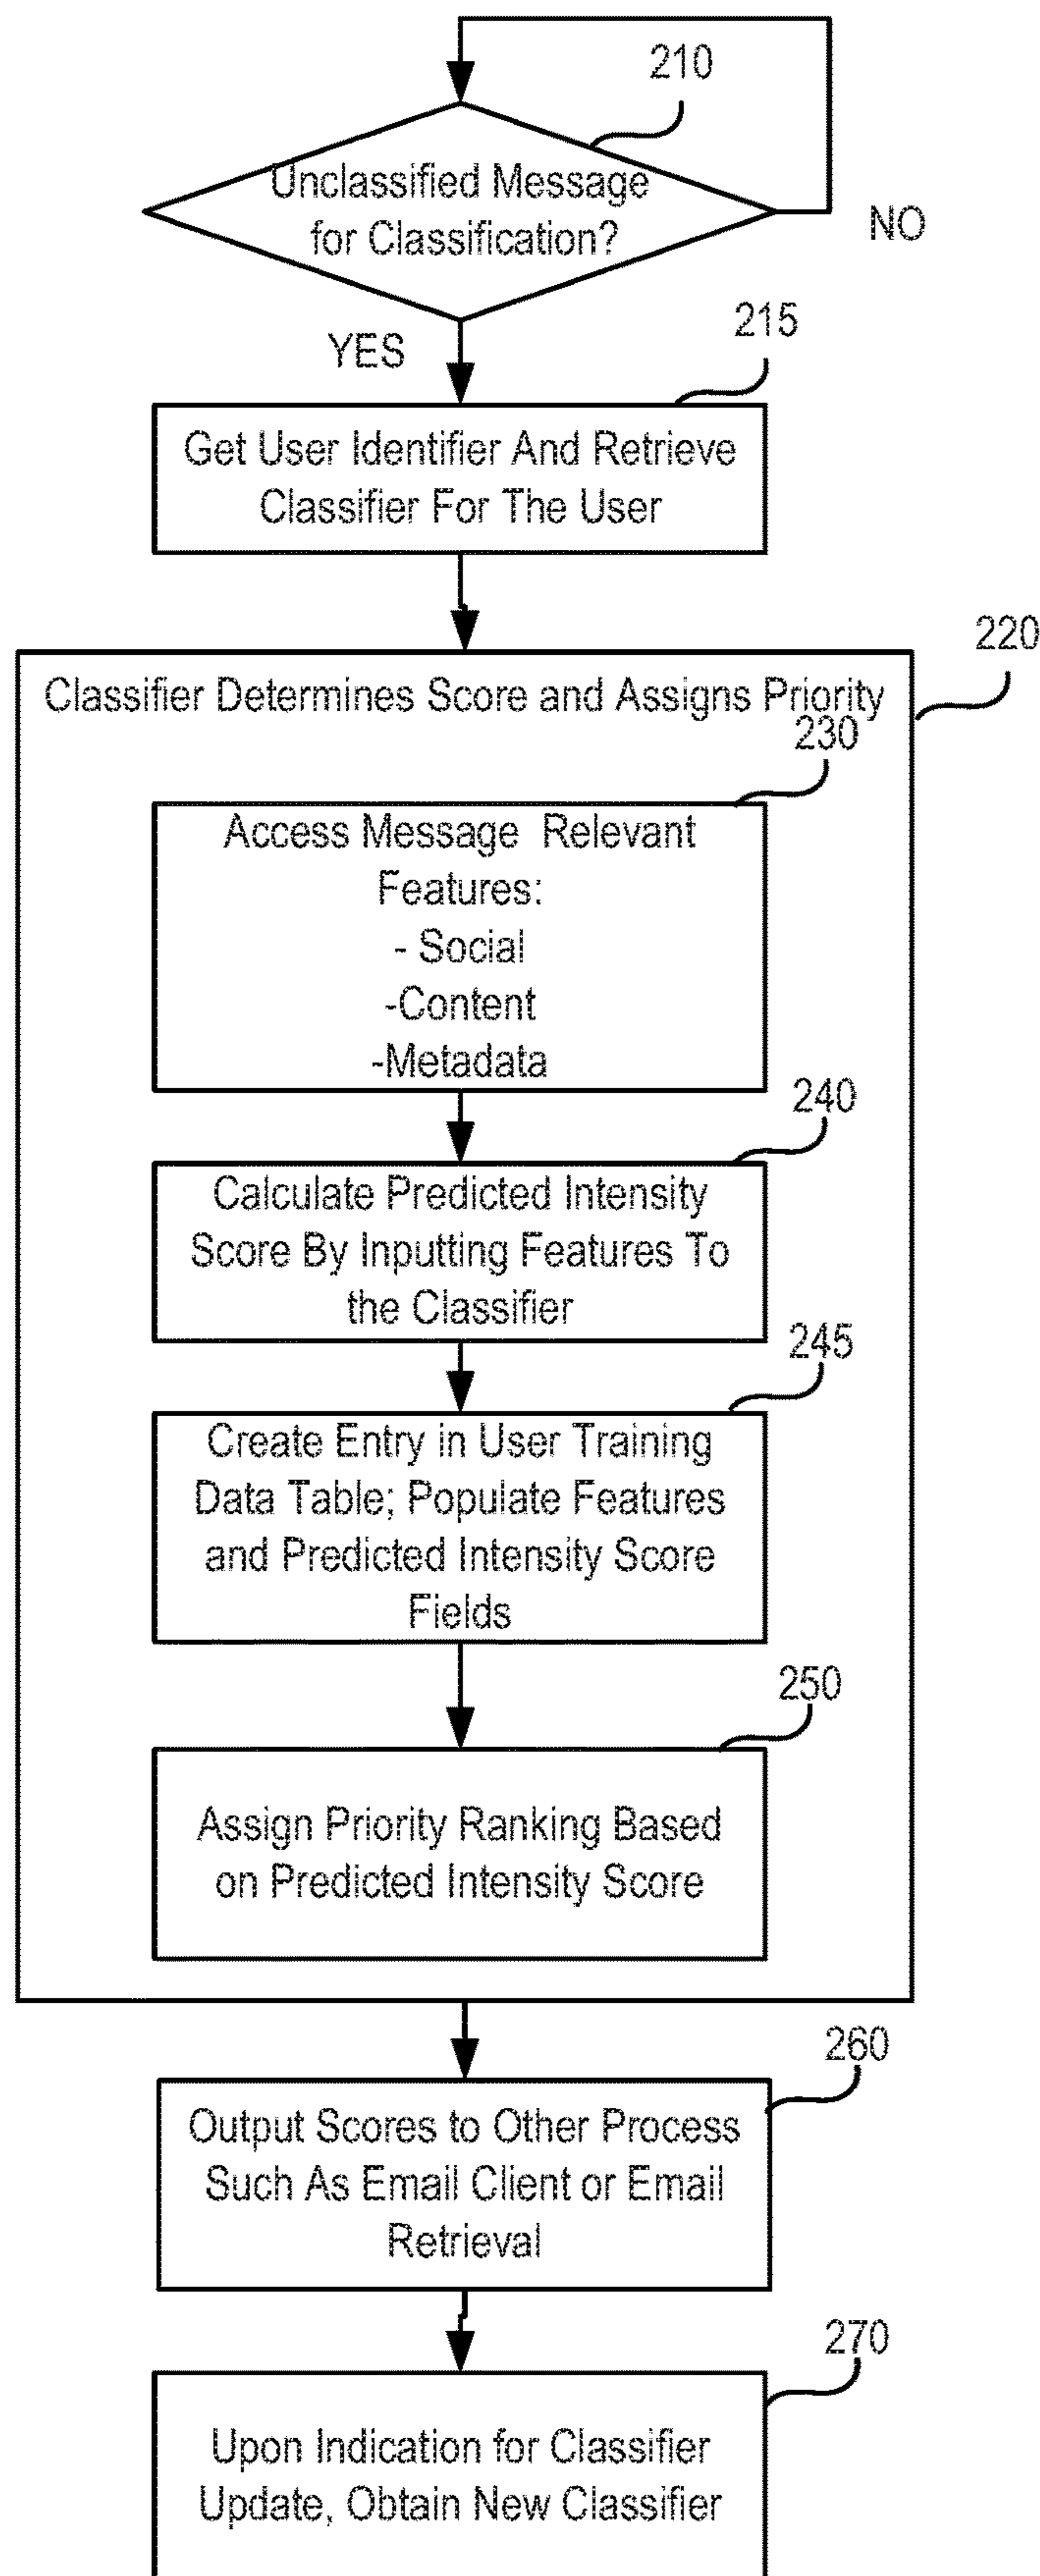 210
Unclassified Message
for Classification?
NO
YES
215
Get User Identifier And Retrieve
Classifier For The User
220
Classifier Determines Score and Assigns Priority
230
Access Message Relevant
Features:
- Social
-Content
-Metadata
240
Calculate Predicted Intensity
Score By Inputting Features To
the Classifier
245
Create Entry in User Training
Data Table; Populate Features
and Predicted Intensity Score
Fields
250
Assign Priority Ranking Based
on Predicted Intensity Score
260
Output Scores to Other Process
Such As Email Client or Email
Retrieval
270
Upon Indication for Classifier
Update, Obtain New Classifier